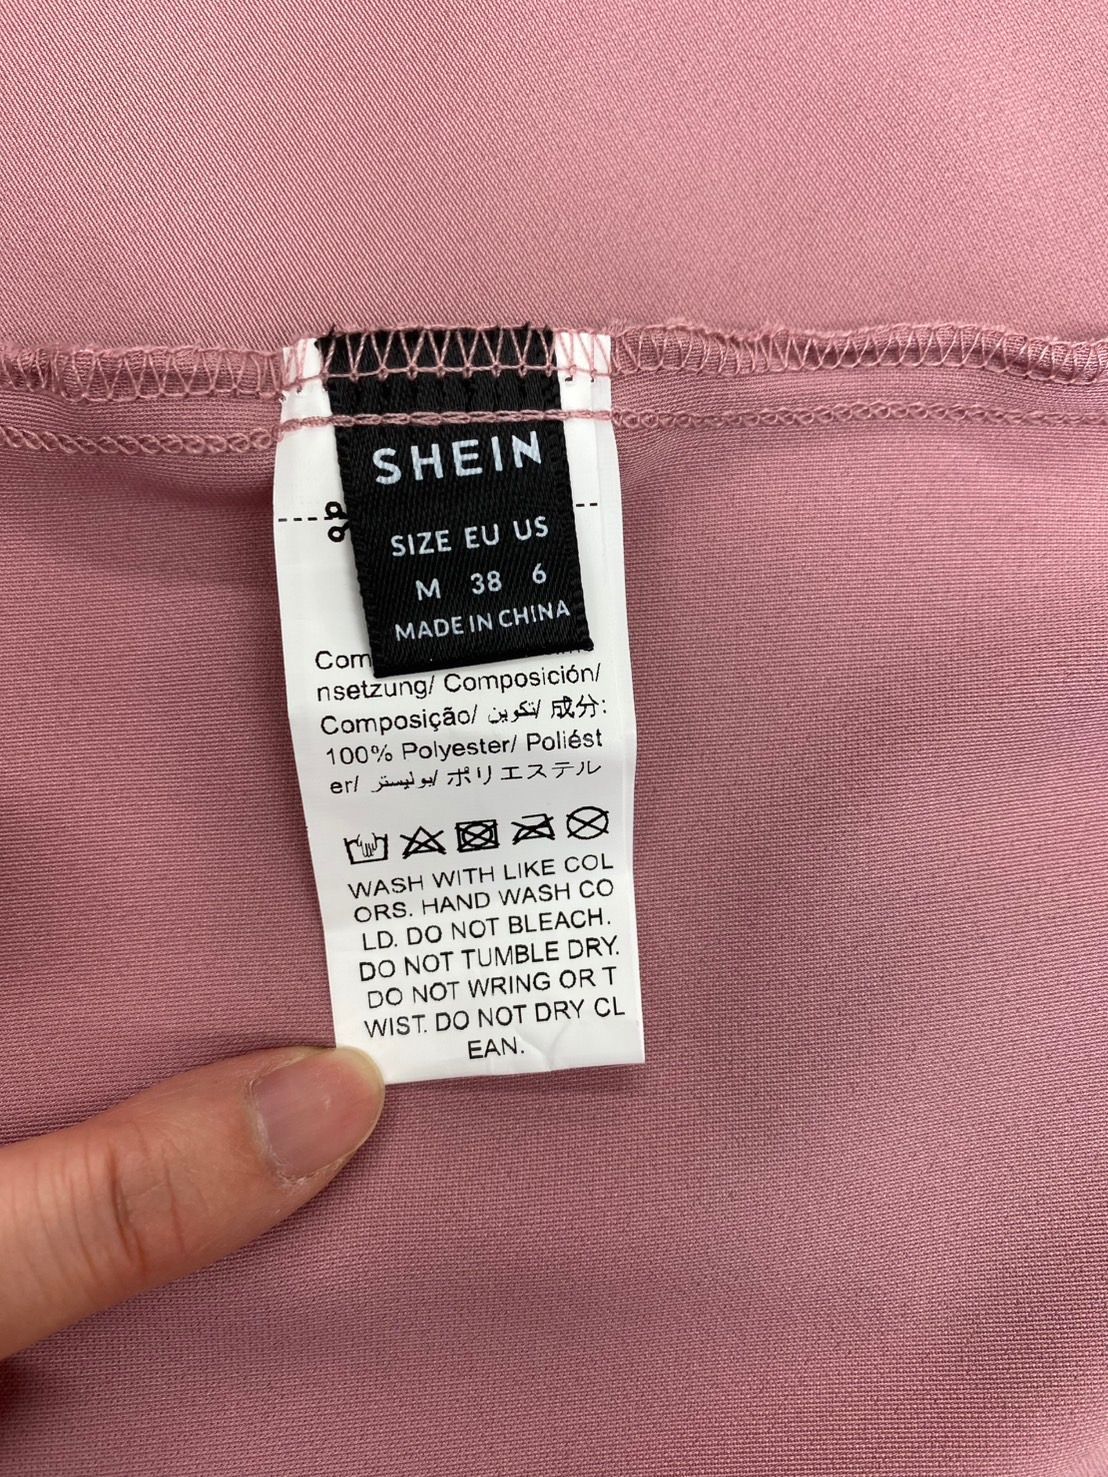 SHEIN
SIZE EU US
M 38 6
MADE IN CHINA
nsetzung/ Composición/
Composição/ تكوين/ 成分:
100% Polyester/ Poliést
er/ بوليستر/ ポリエステル
WASH WITH LIKE COL
ORS. HAND WASH CO
LD. DO NOT BLEACH.
DO NOT TUMBLE DRY.
DO NOT WRING OR T
WIST. DO NOT DRY CL
EAN.